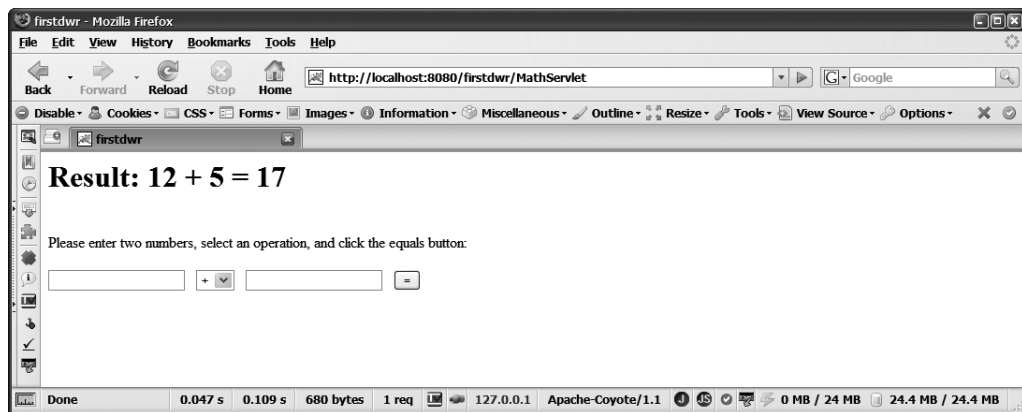 firstdwr - Mozilla Firefox
File Edit View History Bookmarks Tools Help
Back Forward Reload Stop Home http://localhost:8080/firstdwr/MathServlet G Google
Disable Cookies CSS Forms Images Information Miscellaneous Outline Resize Tools View Source Options
firstdwr
Result: 12 + 5 = 17
Please enter two numbers, select an operation, and click the equals button:
+ =
Done 0.047 s 0.109 s 680 bytes 1 req 127.0.0.1 Apache-Coyote/1.1 J JS 0 MB / 24 MB 24.4 MB / 24.4 MB